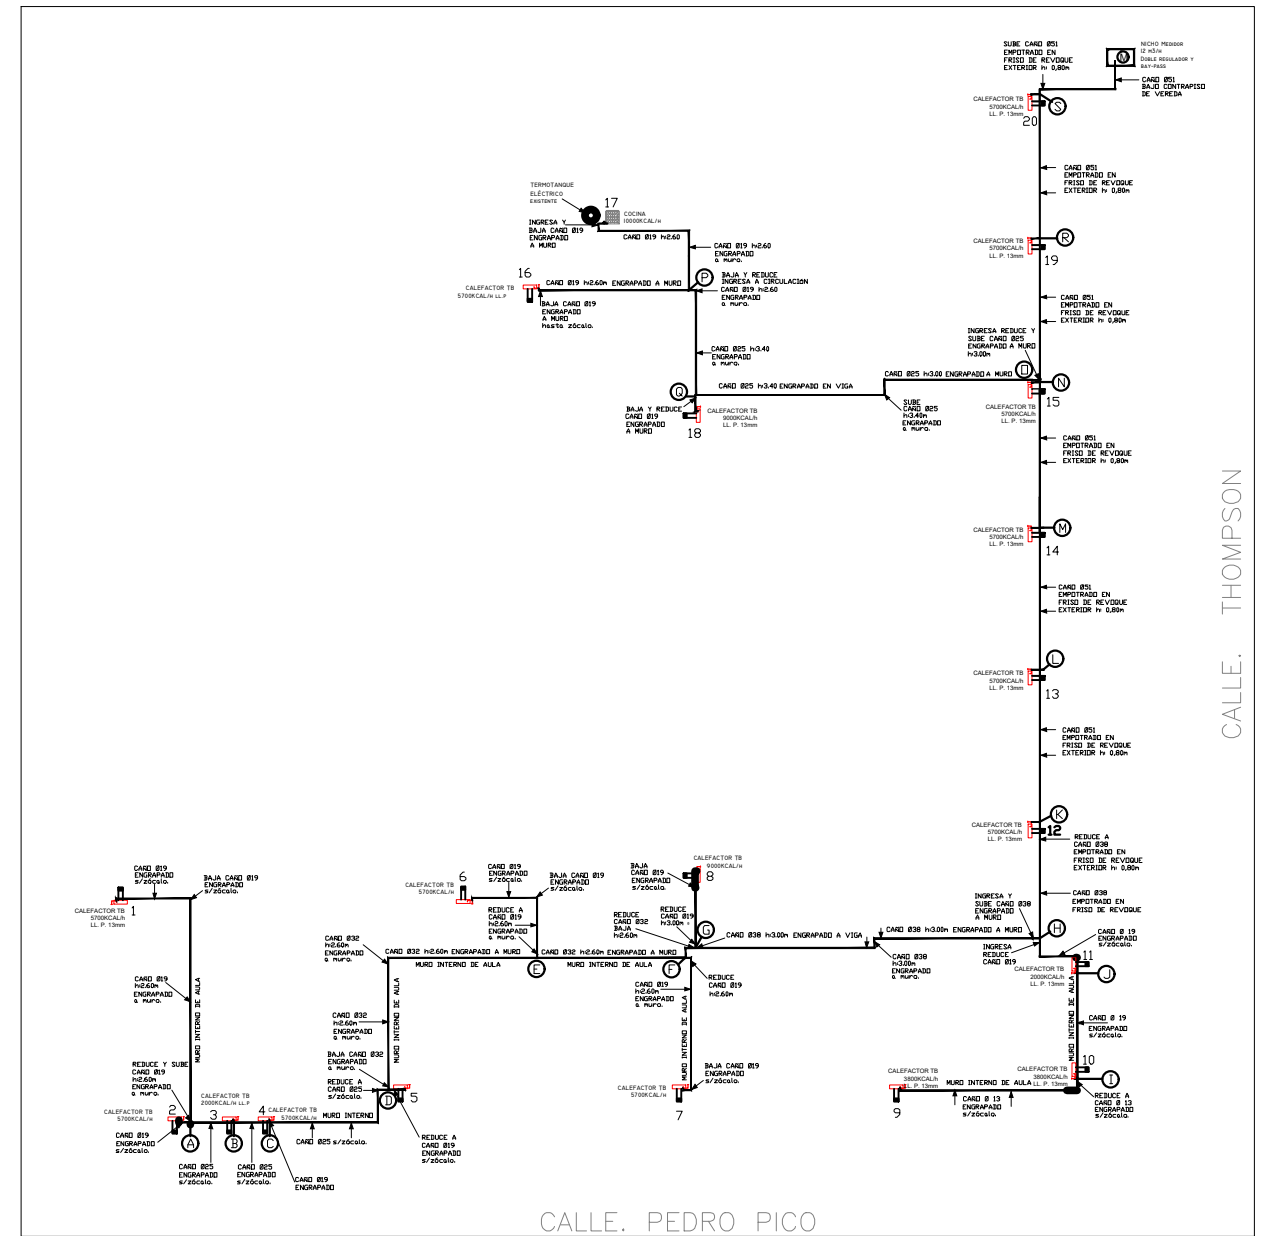 SUBE CAÑO Ø51
EMPOTRADO EN
FRISO DE REVOQUE
EXTERIOR h: 0,80m
M
NICHO MEDIDOR
12 M3/H
DOBLE REGULADOR Y
BAY-PASS
CAÑO Ø51
BAJO CONTRAPISO
DE VEREDA
CALEFACTOR TB
5700KCAL/h
LL. P. 13mm
S
20
CAÑO Ø51
EMPOTRADO EN
FRISO DE REVOQUE
EXTERIOR h: 0,80m
TERMOTANQUE
ELÉCTRICO
EXISTENTE
17
COCINA
10000KCAL/H
INGRESA Y
BAJA CAÑO Ø19
ENGRAPADO
A MURO
CAÑO Ø19 h:2.60
CAÑO Ø19 h:2.60
ENGRAPADO
a muro.
CALEFACTOR TB
5700KCAL/h
LL. P. 13mm
R
19
16
CALEFACTOR TB
5700KCAL/H LL.P
CAÑO Ø19 h:2.60m ENGRAPADO A MURO
P
BAJA Y REDUCE
INGRESA A CIRCULACIÓN
CAÑO Ø19 h:2.60
ENGRAPADO
a muro.
BAJA CAÑO Ø19
ENGRAPADO
A MURO
hasta zócalo.
CAÑO Ø51
EMPOTRADO EN
FRISO DE REVOQUE
EXTERIOR h: 0,80m
INGRESA REDUCE Y
SUBE CAÑO Ø25
ENGRAPADO A MURO
h:3.00m
CAÑO Ø25 h:3.40
ENGRAPADO
a muro.
CAÑO Ø25 h:3.00 ENGRAPADO A MURO
O
N
15
CALEFACTOR TB
5700KCAL/h
LL. P. 13mm
Q
CAÑO Ø25 h:3.40 ENGRAPADO EN VIGA
BAJA Y REDUCE
CAÑO Ø19
ENGRAPADO
A MURO
18
CALEFACTOR TB
9000KCAL/h
LL. P. 13mm
SUBE
CAÑO Ø25
h:3.40m
ENGRAPADO
a muro.
CAÑO Ø51
EMPOTRADO EN
FRISO DE REVOQUE
EXTERIOR h: 0,80m
CALLE. THOMPSON
CALEFACTOR TB
5700KCAL/h
LL. P. 13mm
M
14
CAÑO Ø51
EMPOTRADO EN
FRISO DE REVOQUE
EXTERIOR h: 0,80m
CALEFACTOR TB
5700KCAL/h
LL. P. 13mm
L
13
CAÑO Ø51
EMPOTRADO EN
FRISO DE REVOQUE
EXTERIOR h: 0,80m
CALEFACTOR TB
5700KCAL/h
LL. P. 13mm
K
12
REDUCE A
CAÑO Ø38
EMPOTRADO EN
FRISO DE REVOQUE
EXTERIOR h: 0,80m
CAÑO Ø19
ENGRAPADO
s/zócalo.
BAJA CAÑO Ø19
ENGRAPADO
s/zócalo.
CALEFACTOR TB
5700KCAL/h
LL. P. 13mm
1
CALEFACTOR TB
5700KCAL/H
6
CAÑO Ø19
ENGRAPADO
s/zócalo.
BAJA CAÑO Ø19
ENGRAPADO
s/zócalo.
REDUCE A
CAÑO Ø19
h:2.60m
ENGRAPADO
a muro.
BAJA
CAÑO Ø19
ENGRAPADO
s/zócalo.
CALEFACTOR TB
9000KCAL/H
8
REDUCE
CAÑO Ø32
BAJA
h:2.60m
REDUCE
CAÑO Ø19
h:3.00m
G
CAÑO Ø38 h:3.00m ENGRAPADO A VIGA
CAÑO Ø38 h:3.00m ENGRAPADO A MURO
INGRESA Y
SUBE CAÑO Ø38
ENGRAPADO
A MURO
CAÑO Ø38
EMPOTRADO EN
FRISO DE REVOQUE
H
INGRESA
REDUCE
CAÑO Ø19
CAÑO Ø 19
ENGRAPADO
s/zócalo.
CAÑO Ø38
h:3.00m
ENGRAPADO
a muro.
CAÑO Ø32
h:2.60m
ENGRAPADO
a muro.
CAÑO Ø32 h:2.60m ENGRAPADO A MURO
CAÑO Ø32 h:2.60m ENGRAPADO A MURO
MURO INTERNO DE AULA
MURO INTERNO DE AULA
E
F
REDUCE
CAÑO Ø19
h:2.60m
CAÑO Ø19
h:2.60m
ENGRAPADO
a muro.
MURO INTERNO DE AULA
11
J
CALEFACTOR TB
2000KCAL/H
LL. P. 13mm
CAÑO Ø19
h:2.60m
ENGRAPADO
a muro.
MURO INTERNO DE AULA
CAÑO Ø32
h:2.60m
ENGRAPADO
a muro.
MURO INTERNO DE AULA
CAÑO Ø 19
ENGRAPADO
s/zócalo.
MURO INTERNO DE AULA
REDUCE Y SUBE
CAÑO Ø19
h:2.60m
ENGRAPADO
a muro.
BAJA CAÑO Ø32
ENGRAPADO
a muro.
REDUCE A
CAÑO Ø25
s/zócalo.
D
5
BAJA CAÑO Ø19
ENGRAPADO
s/zócalo.
CALEFACTOR TB
5700KCAL/H
7
CALEFACTOR TB
3800KCAL/H
LL. P. 13mm
9
MURO INTERNO DE AULA
CALEFACTOR TB
3800KCAL/H
LL. P. 13mm
10
I
CAÑO Ø 13
ENGRAPADO
s/zócalo.
REDUCE A
CAÑO Ø 13
ENGRAPADO
s/zócalo.
CALEFACTOR TB
5700KCAL/H
2
CALEFACTOR TB
2000KCAL/H LL.P
3
4
CALEFACTOR TB
5700KCAL/H
MURO INTERNO
CAÑO Ø19
ENGRAPADO
s/zócalo.
A
B
C
CAÑO Ø25 s/zócalo.
REDUCE A
CAÑO Ø19
ENGRAPADO
s/zócalo.
CAÑO Ø25
ENGRAPADO
s/zócalo.
CAÑO Ø25
ENGRAPADO
s/zócalo.
CAÑO Ø19
ENGRAPADO
CALLE. PEDRO PICO